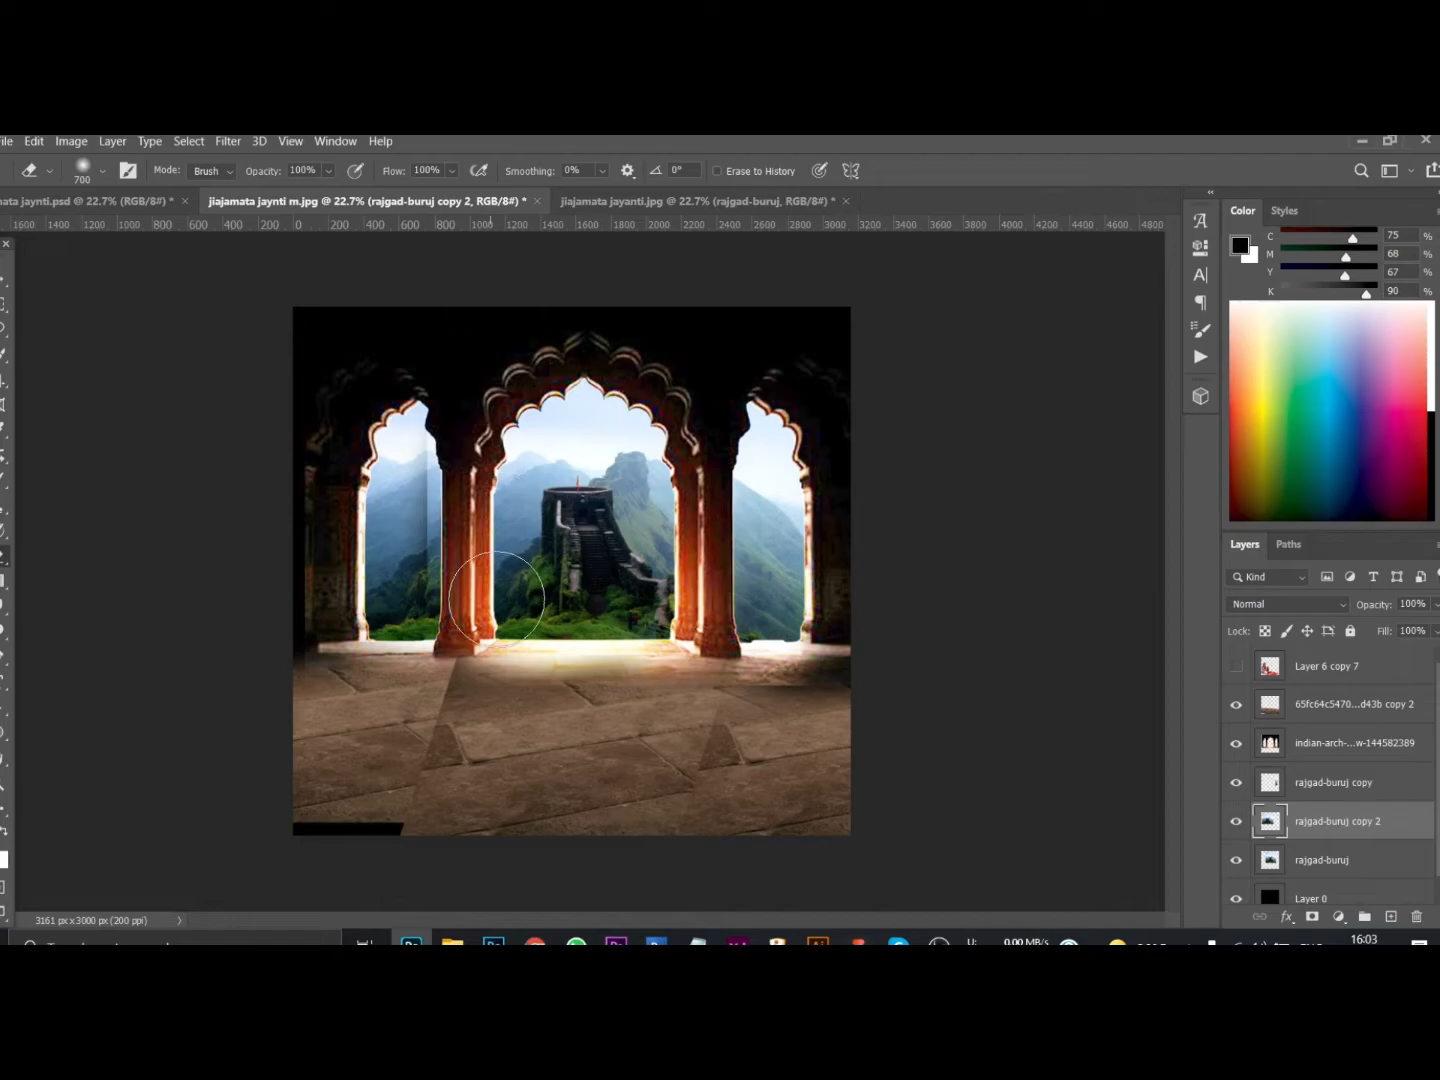 ile Edit Image Layer Type Select Filter 3D View Window Help
700 Mode: Brush Opacity: 100% Flow: 100% Smoothing: 0% 0° Erase to History
mata jaynti.psd @ 22.7% (RGB/8#) * × jiajamata jaynti m.jpg @ 22.7% (rajgad-buruj copy 2, RGB/8#) * × jiajamata jayanti.jpg @ 22.7% (rajgad-buruj, RGB/8#) * ×
1600 1400 1200 1000 800 600 400 200 0 200 400 600 800 1000 1200 1400 1600 1800 2000 2200 2400 2600 2800 3000 3200 3400 3600 3800 4000 4200 4400 4600 4800
Color Styles
C 75 %
M 68 %
Y 67 %
K 90 %
Layers Paths
Kind
Normal Opacity: 100%
Lock: Fill: 100%
Layer 6 copy 7
65fc64c5470...d43b copy 2
indian-arch-...w-144582389
rajgad-buruj copy
rajgad-buruj copy 2
rajgad-buruj
Layer 0
fx
3161 px x 3000 px (200 ppi)
U: 0.00 MB/s 16:03